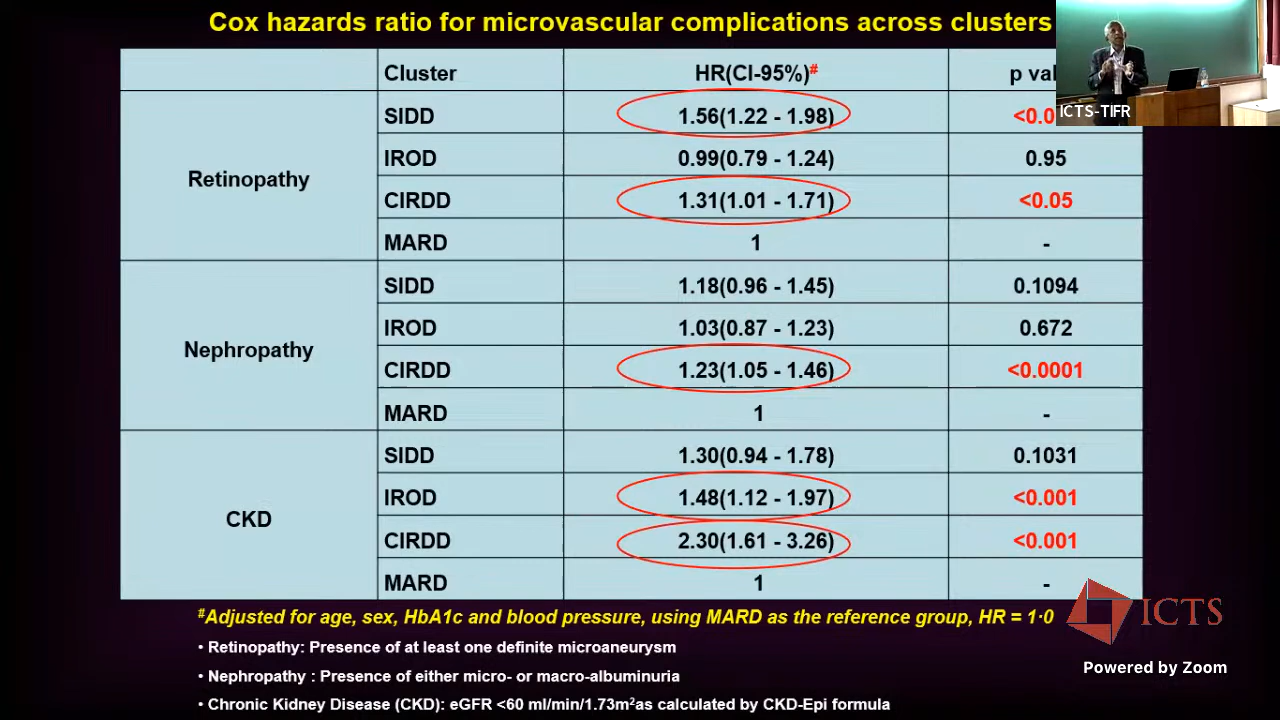 Cox hazards ratio for microvascular complications across clusters
Cluster HR(CI-95%)# p
ICTS-TIFR
Retinopathy
SIDD 1.56(1.22 - 1.98)
IROD 0.99(0.79 - 1.24) 0.95
CIRDD 1.31(1.01 - 1.71) <0.05
MARD 1 -
Nephropathy
SIDD 1.18(0.96 - 1.45) 0.1094
IROD 1.03(0.87 - 1.23) 0.672
CIRDD 1.23(1.05 - 1.46) <0.0001
MARD 1 -
CKD
SIDD 1.30(0.94 - 1.78) 0.1031
IROD 1.48(1.12 - 1.97) <0.001
CIRDD 2.30(1.61 - 3.26) <0.001
MARD 1 -
#Adjusted for age, sex, HbA1c and blood pressure, using MARD as the reference group, HR = 1·0
• Retinopathy: Presence of at least one definite microaneurysm
• Nephropathy : Presence of either micro- or macro-albuminuria
• Chronic Kidney Disease (CKD): eGFR <60 ml/min/1.73m²as calculated by CKD-Epi formula
ICTS
Powered by Zoom